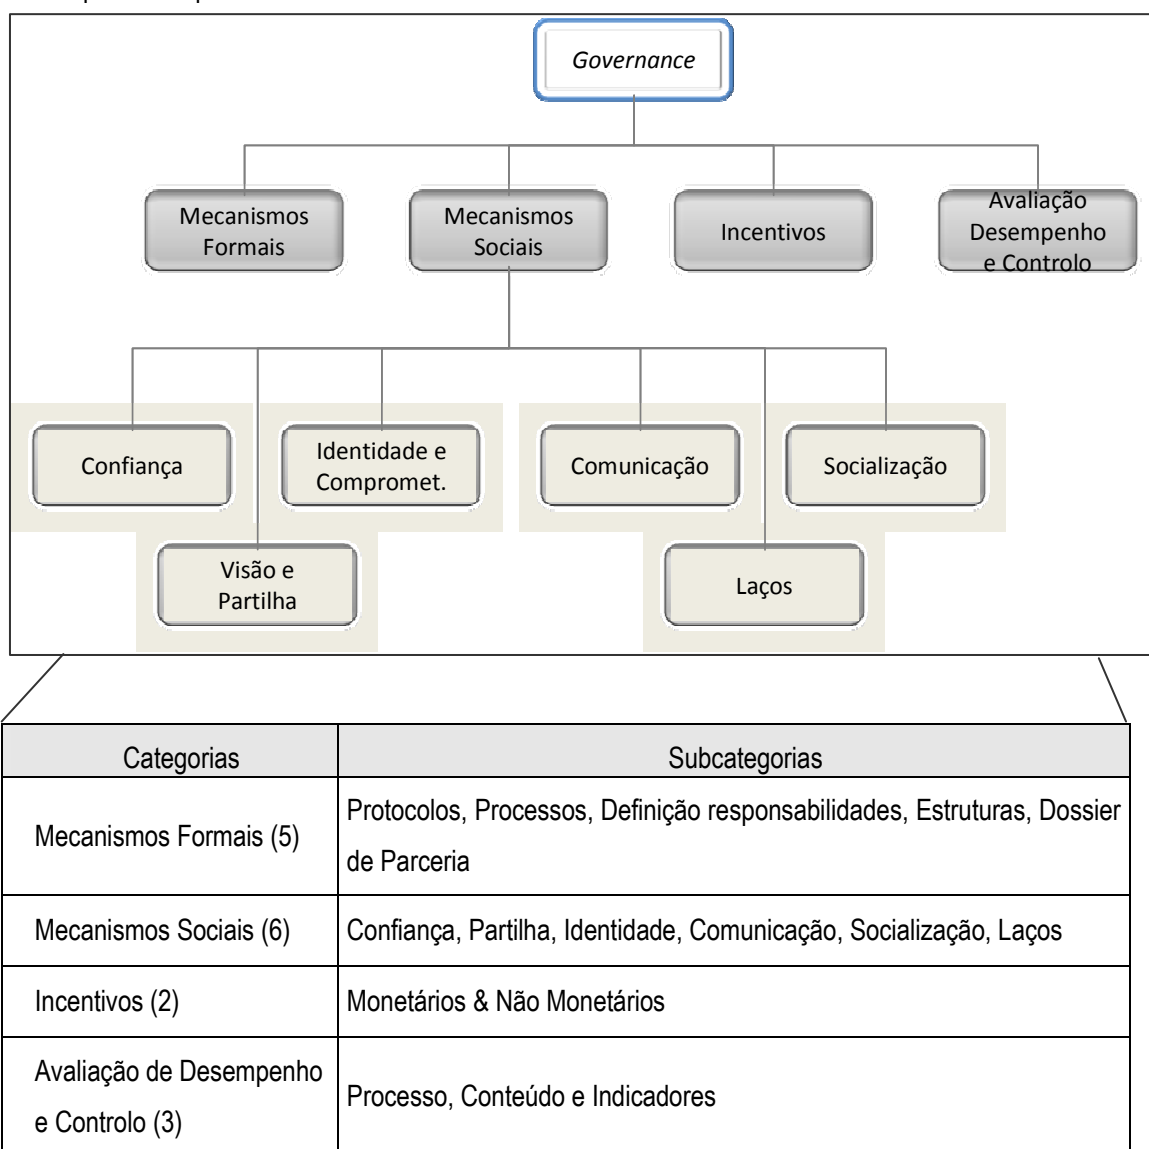 Governance
Mecanismos
Formais
Mecanismos
Sociais
Incentivos
Avaliação
Desempenho
e Controlo
Confiança
Identidade e
Compromet.
Comunicação
Socialização
Visão e
Partilha
Laços
Categorias
Subcategorias
Mecanismos Formais (5)
Protocolos, Processos, Definição responsabilidades, Estruturas, Dossier
de Parceria
Mecanismos Sociais (6)
Confiança, Partilha, Identidade, Comunicação, Socialização, Laços
Incentivos (2)
Monetários & Não Monetários
Avaliação de Desempenho
e Controlo (3)
Processo, Conteúdo e Indicadores